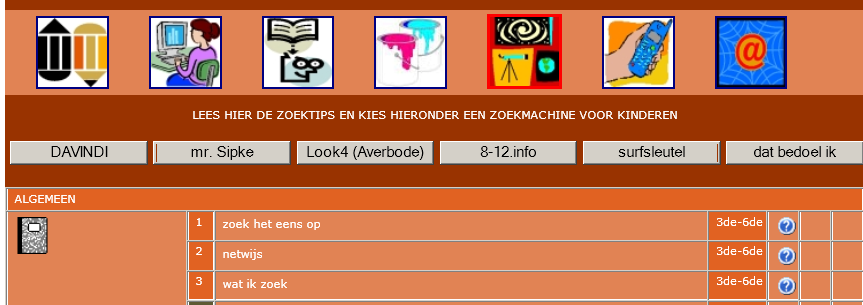 LEES HIER DE ZOEKTIPS EN KIES HIERONDER EEN ZOEKMACHINE VOOR KINDEREN
DAVINDI mr. Sipke Look4 (Averbode) 8-12.info surfsleutel dat bedoel ik
ALGEMEEN
1 zoek het eens op 3de-6de ?
2 netwijs 3de-6de ?
3 wat ik zoek 3de-6de ?